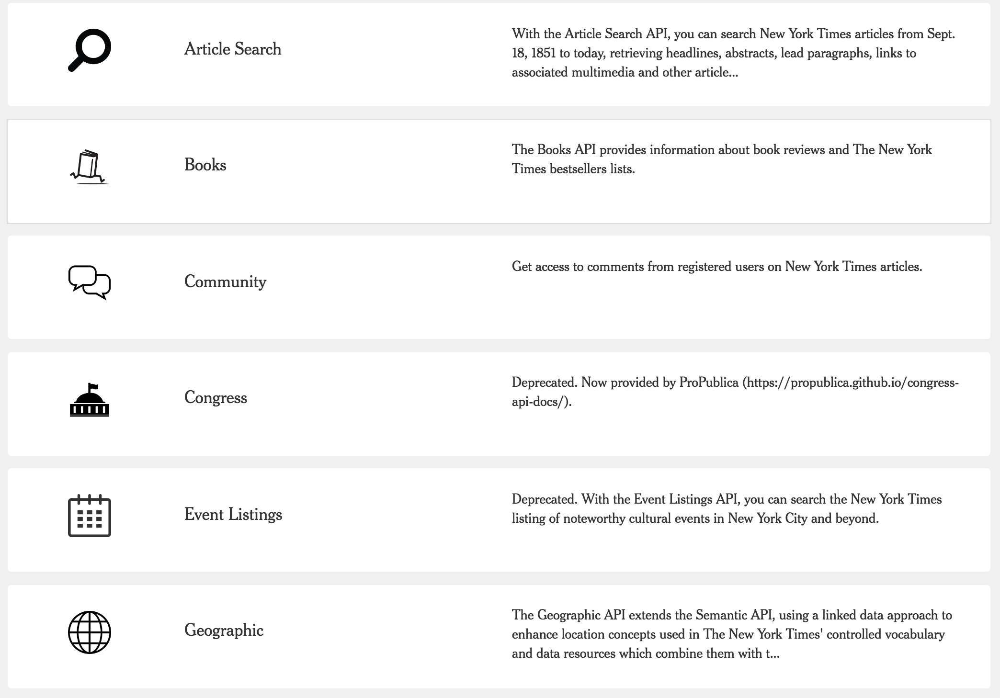 Article Search
With the Article Search API, you can search New York Times articles from Sept.
18, 1851 to today, retrieving headlines, abstracts, lead paragraphs, links to
associated multimedia and other article...
Books
The Books API provides information about book reviews and The New York
Times bestsellers lists.
Community
Get access to comments from registered users on New York Times articles.
Congress
Deprecated. Now provided by ProPublica (https://propublica.github.io/congress-
api-docs/).
Event Listings
Deprecated. With the Event Listings API, you can search the New York Times
listing of noteworthy cultural events in New York City and beyond.
Geographic
The Geographic API extends the Semantic API, using a linked data approach to
enhance location concepts used in The New York Times' controlled vocabulary
and data resources which combine them with t...